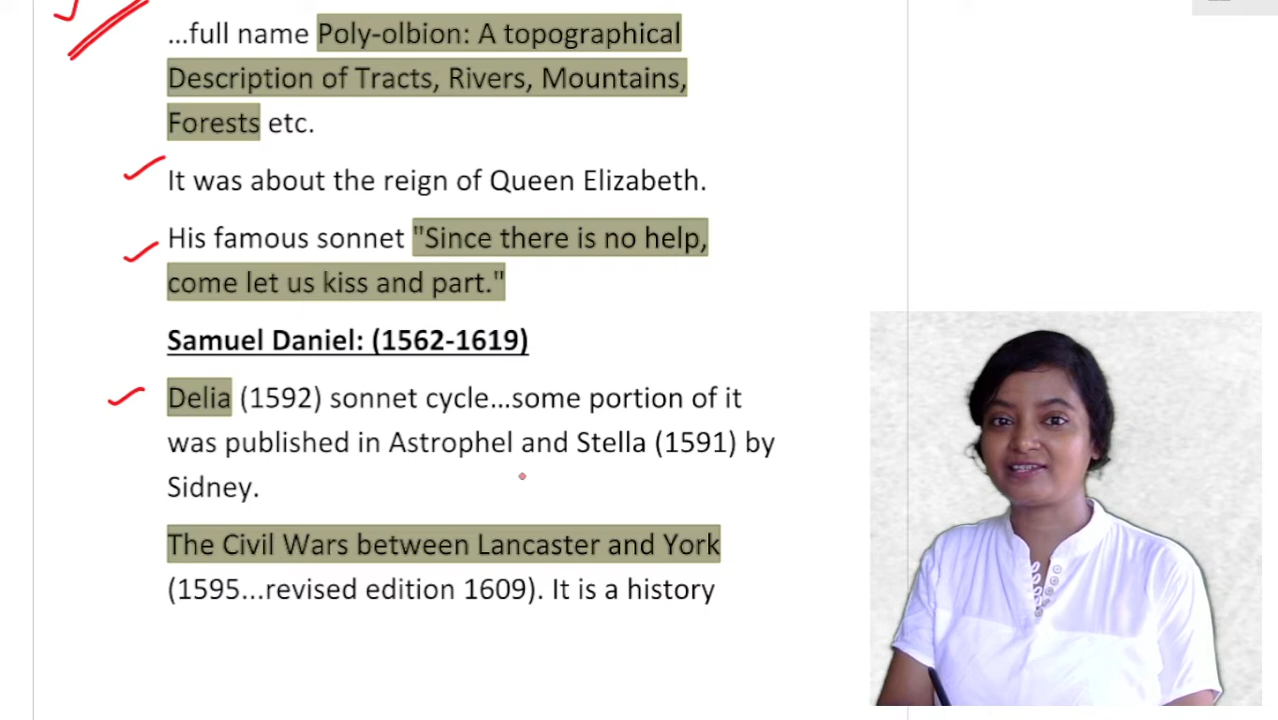 ...full name Poly-olbion: A topographical
Description of Tracts, Rivers, Mountains,
Forests etc.
It was about the reign of Queen Elizabeth.
His famous sonnet "Since there is no help,
come let us kiss and part."
Samuel Daniel: (1562-1619)
Delia (1592) sonnet cycle...some portion of it
was published in Astrophel and Stella (1591) by
Sidney.
The Civil Wars between Lancaster and York
(1595...revised edition 1609). It is a history